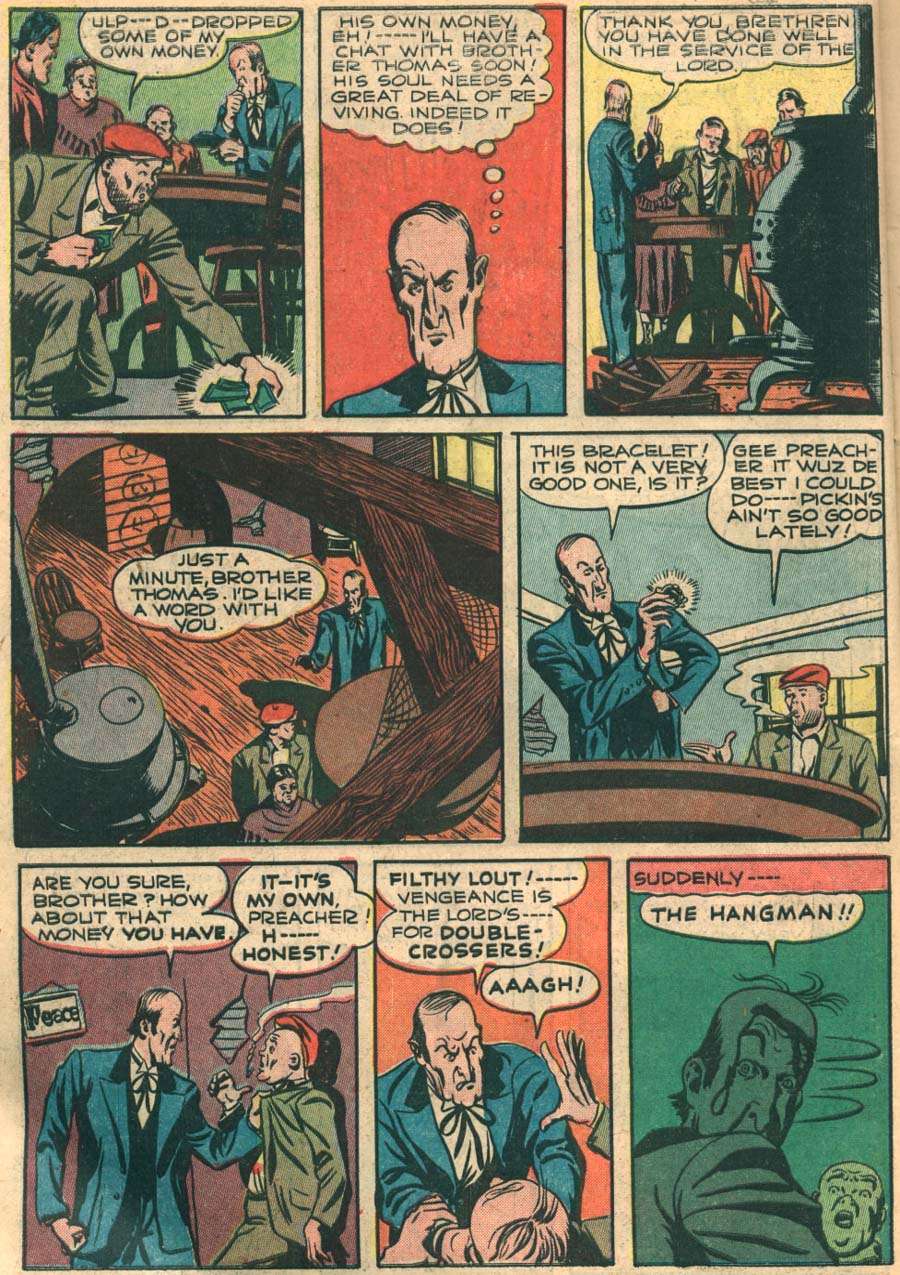 ULP---D--DROPPED
SOME OF MY
OWN MONEY.
HIS OWN MONEY,
EH!-----I'LL HAVE A
CHAT WITH BROTH-
ER THOMAS SOON!
HIS SOUL NEEDS A
GREAT DEAL OF RE-
VIVING. INDEED IT
DOES!
THANK YOU, BRETHREN
YOU HAVE DONE WELL
IN THE SERVICE OF THE
LORD.
JUST A
MINUTE, BROTHER
THOMAS. I'D LIKE
A WORD WITH
YOU.
THIS BRACELET!
IT IS NOT A VERY
GOOD ONE, IS IT?
GEE PREACH-
ER IT WUZ DE
BEST I COULD
DO---- PICKIN'S
AIN'T SO GOOD
LATELY!
ARE YOU SURE,
BROTHER? HOW
ABOUT THAT
MONEY YOU HAVE.
IT-IT'S
MY OWN,
PREACHER!
H-----
HONEST!
Peace
FILTHY LOUT!-----
VENGEANCE IS
THE LORD'S----
FOR DOUBLE-
CROSSERS!
AAAGH!
SUDDENLY----
THE HANGMAN!!